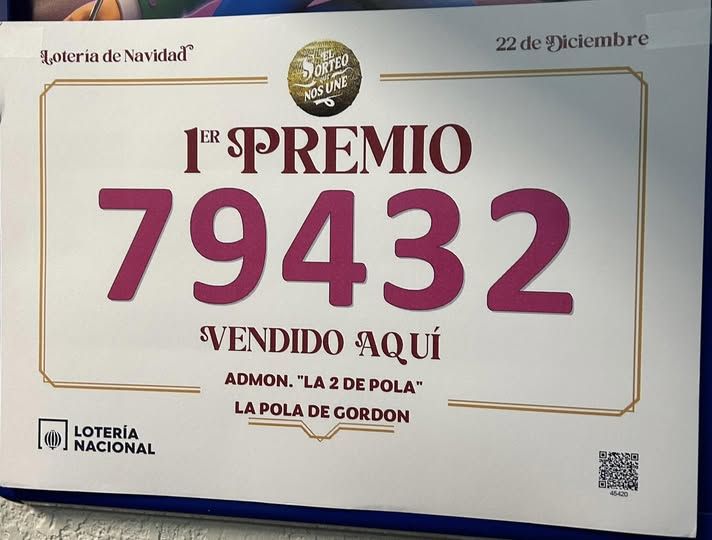 Lotería de Navidad
22 de Diciembre
EL
SORTEO
QUE
NOS UNE
1ER PREMIO
79432
VENDIDO AQUÍ
ADMON. "LA 2 DE POLA"
LA POLA DE GORDON
LOTERÍA
NACIONAL
45420